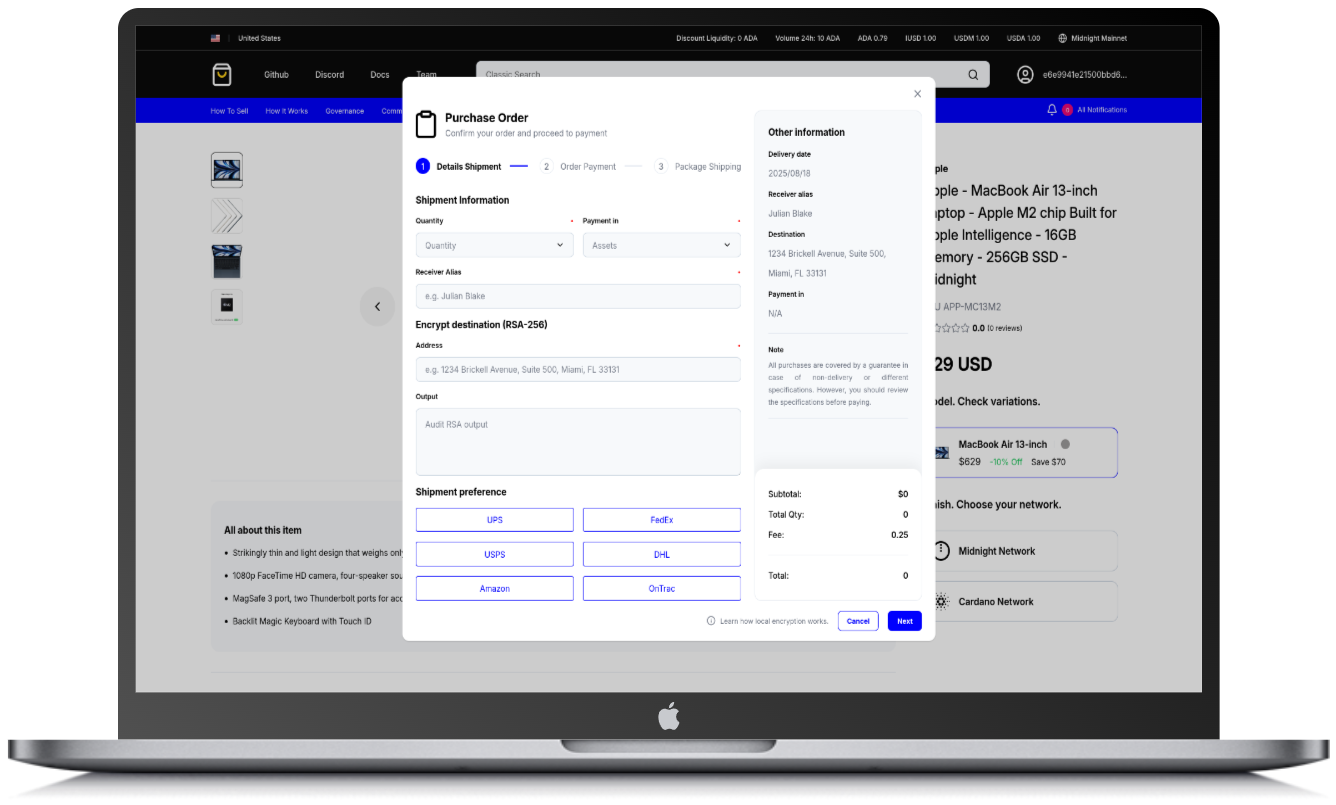 United States
Discount Liquidity: 0 ADA
Volume 24h: 10 ADA
ADA 0.79
IUSD 1.00
USDM 1.00
USDA 1.00
Midnight Mainnet
Github
Discord
Docs
Team
Classic Search
e6e9941e21500bbd6...
How To Sell
How It Works
Governance
Comm
0
All Notifications
Purchase Order
Confirm your order and proceed to payment
1 Details Shipment
2 Order Payment
3 Package Shipping
Shipment Information
Quantity *
Payment in *
Quantity
Assets
Receiver Alias *
e.g. Julian Blake
Encrypt destination (RSA-256)
Address *
e.g. 1234 Brickell Avenue, Suite 500, Miami, FL 33131
Output
Audit RSA output
Shipment preference
UPS
FedEx
USPS
DHL
Amazon
OnTrac
Other information
Delivery date
2025/08/18
Receiver alias
Julian Blake
Destination
1234 Brickell Avenue, Suite 500,
Miami, FL 33131
Payment in
N/A
Note
All purchases are covered by a guarantee in
case of non-delivery or different
specifications. However, you should review
the specifications before paying.
Subtotal: $0
Total Qty: 0
Fee: 0.25
Total: 0
Learn how local encryption works.
Cancel
Next
ple
pple - MacBook Air 13-inch
aptop - Apple M2 chip Built for
pple Intelligence - 16GB
emory - 256GB SSD -
idnight
U APP-MC13M2
0.0 (0 reviews)
29 USD
odel. Check variations.
MacBook Air 13-inch
$629 -10% Off Save $70
ish. Choose your network.
Midnight Network
Cardano Network
All about this item
Strikingly thin and light design that weighs only
1080p FaceTime HD camera, four-speaker sou
MagSafe 3 port, two Thunderbolt ports for acc
Backlit Magic Keyboard with Touch ID